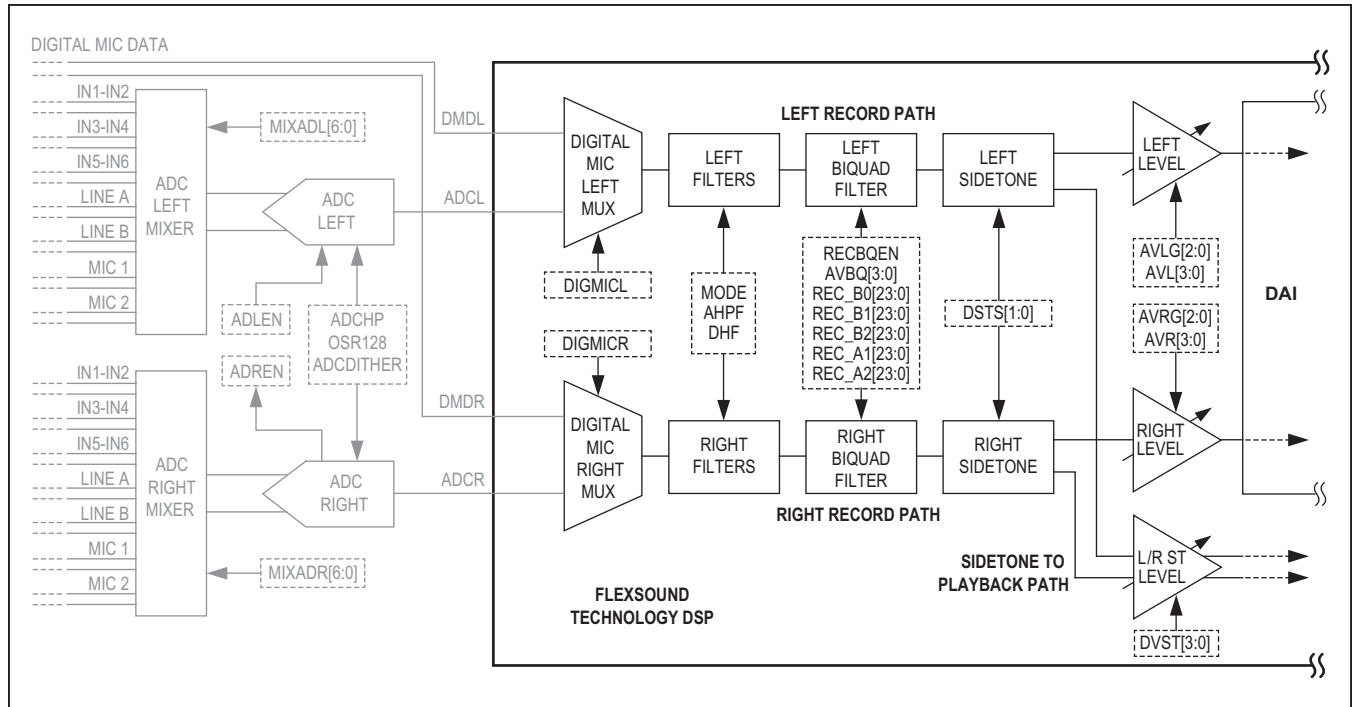 DIGITAL MIC DATA
IN1-IN2
IN3-IN4
IN5-IN6
LINE A
LINE B
MIC 1
MIC 2
ADC
LEFT
MIXER
MIXADL[6:0]
ADC
LEFT
ADLEN
ADCHP
OSR128
ADCDITHER
ADREN
IN1-IN2
IN3-IN4
IN5-IN6
LINE A
LINE B
MIC 1
MIC 2
ADC
RIGHT
MIXER
MIXADR[6:0]
ADC
RIGHT
DMDL
ADCL
DMDR
ADCR
DIGITAL
MIC
LEFT
MUX
DIGMICL
DIGMICR
DIGITAL
MIC
RIGHT
MUX
LEFT RECORD PATH
LEFT
FILTERS
LEFT
BIQUAD
FILTER
LEFT
SIDETONE
LEFT
LEVEL
MODE
AHPF
DHF
RECBQEN
AVBQ[3:0]
REC_B0[23:0]
REC_B1[23:0]
REC_B2[23:0]
REC_A1[23:0]
REC_A2[23:0]
DSTS[1:0]
AVLG[2:0]
AVL[3:0]
AVRG[2:0]
AVR[3:0]
DAI
RIGHT
FILTERS
RIGHT
BIQUAD
FILTER
RIGHT
SIDETONE
RIGHT
LEVEL
RIGHT RECORD PATH
SIDETONE TO
PLAYBACK PATH
L/R ST
LEVEL
DVST[3:0]
FLEXSOUND
TECHNOLOGY DSP